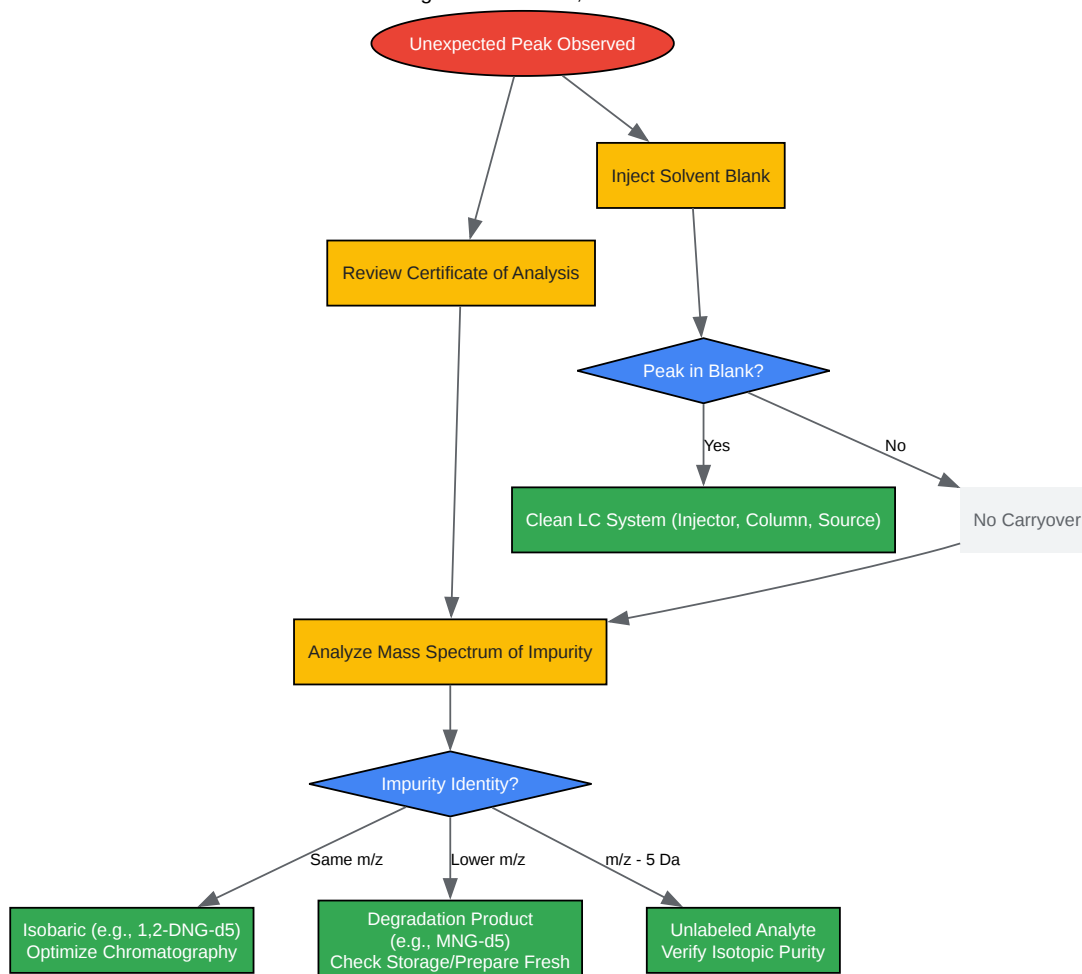 Unexpected Peak Observed
Inject Solvent Blank
Review Certificate of Analysis
Peak in Blank?
Yes
No
Clean LC System (Injector, Column, Source)
No Carryover
Analyze Mass Spectrum of Impurity
Impurity Identity?
Same m/z
Lower m/z
m/z - 5 Da
Isobaric (e.g., 1,2-DNG-d5)
Optimize Chromatography
Degradation Product
(e.g., MNG-d5)
Check Storage/Prepare Fresh
Unlabeled Analyte
Verify Isotopic Purity